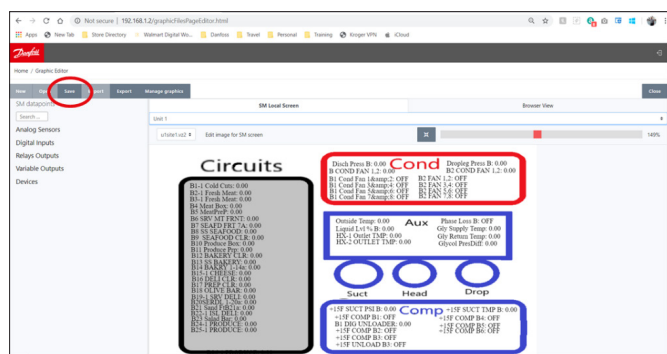 Not secure | 192.168.1.2/graphicFilesPageEditor.html
Apps New Tab Store Directory Walmart Digital Wo... Danfoss Travel Personal Training Kroger VPN iCloud
Danfoss
Home / Graphic Editor
New Save Export Manage graphics Close
SM datapoints SM Local Screen Browser View
Search ... Unit 1
Analog Sensors
u1site1.vz2 Edit image for SM screen 149%
Digital Inputs
Relays Outputs
Variable Outputs
Devices
Circuits
B1-1 Cold Cuts: 0.00
B2-1 Fresh Meat: 0.00
B3-1 Fresh Meat: 0.00
B4 Meat Box: 0.00
B5 MeatPreP: 0.00
B6 SRV MT FRNT: 0.00
B7 SEAFD FRT 7A: 0.00
B8 SS SEAFOOD: 0.00
B9 SEAFOOD CLR: 0.00
B10 Produce Box: 0.00
B11 Produce Prp: 0.00
B12 BAKERY CLR: 0.00
B13 SS BAKERY: 0.00
B14 BAKRY 1-14a: 0.00
B15-1 CHEESE: 0.00
B16 DELI CLR: 0.00
B17 PREP CLR: 0.00
B18 OLIVE BAR: 0.00
B19-1 SRV DELI: 0.00
B20SERDL 1-20a: 0.00
B21 Sand FtB21a: 0.00
B22-1 ISL DELI: 0.00
B23 Salad Bar: 0.00
B24-1 PRODUCE: 0.00
B25-1 PRODUCE: 0.00
Cond
Disch Press B: 0.00 Dropleg Press B: 0.00
B COND FAN 1,2: 0.00 B2 COND FAN 1,2: 0.00
B1 Cond Fan 1&amp;2: OFF B2 FAN 1,2: OFF
B1 Cond Fan 3&amp;4: OFF B2 FAN 3,4: OFF
B1 Cond Fan 5&amp;6: OFF B2 FAN 5,6: OFF
B1 Cond Fan 7&amp;8: OFF B2 FAN 7,8: OFF
Aux
Outside Temp: 0.00 Phase Loss B: OFF
Liquid Lvl % B: 0.00 Gly Supply Temp: 0.00
HX-1 Outlet TMP: 0.00 Gly Return Temp: 0.00
HX-2 OUTLET TMP: 0.00 Glycol PresDiff: 0.00
Suct Head Drop
Comp
+15F SUCT PSI B: 0.00 +15F SUCT TMP B: 0.00
+15F COMP B1: OFF +15F COMP B4: OFF
B1 DIG UNLOADER: 0.00 +15F COMP B5: OFF
+15F COMP B2: OFF +15F COMP B6: OFF
+15F COMP B3: OFF
+15F UNLOAD B3: OFF